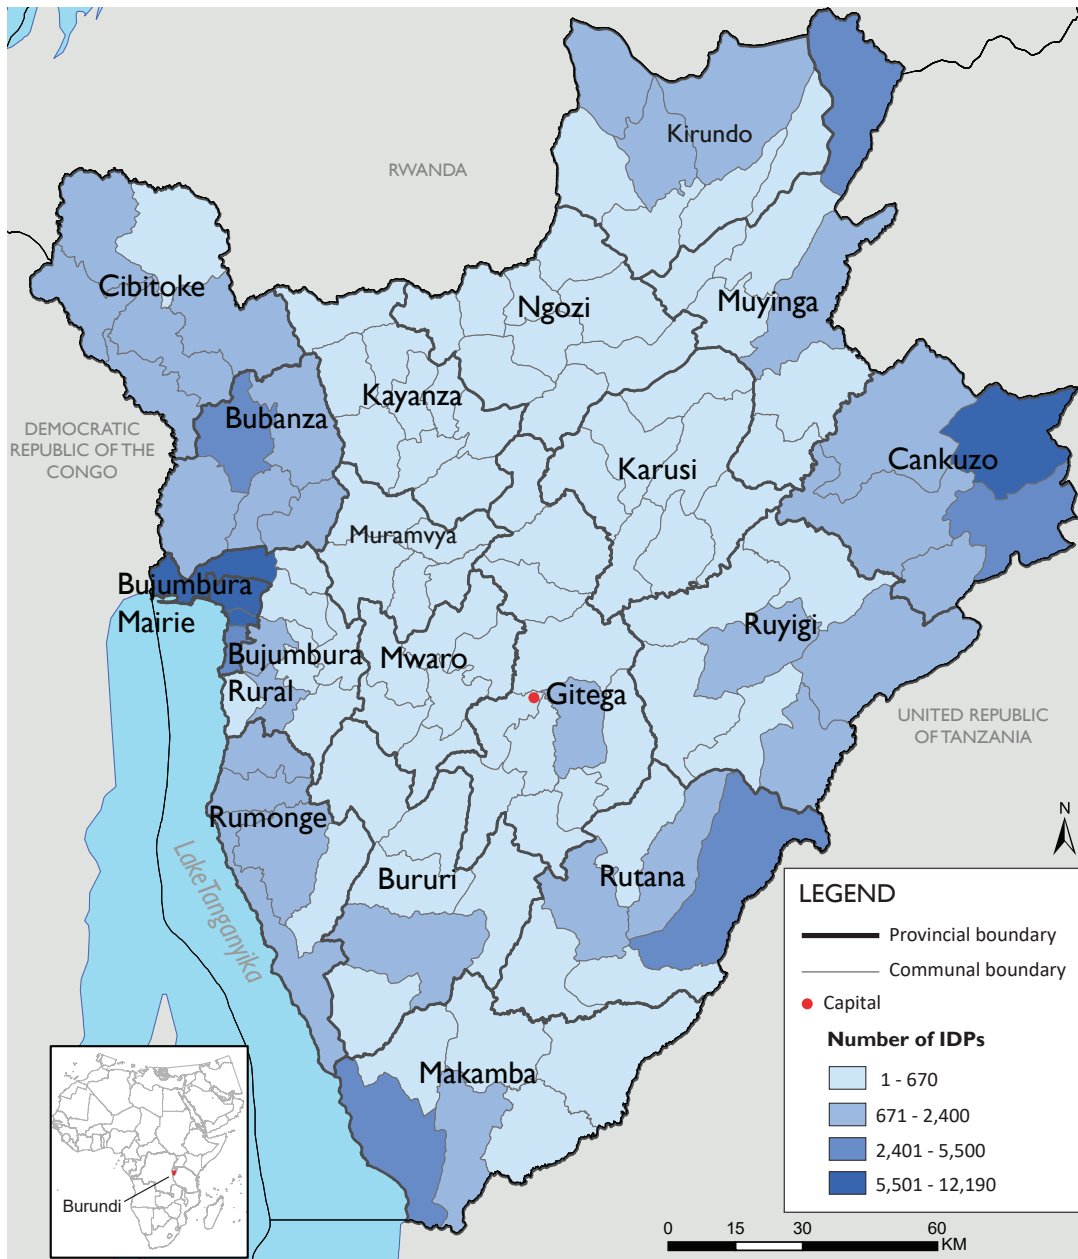 Kirundo
RWANDA
Cibitoke
Ngozi
Muyinga
Kayanza
Bubanza
DEMOCRATIC
REPUBLIC OF THE
CONGO
Karusi
Cankuzo
Muramvya
Bujumbura
Mairie
Ruyigi
Bujumbura
Rural
Mwaro
Gitega
UNITED REPUBLIC
OF TANZANIA
Rumonge
Lake Tanganyika
Bururi
Rutana
Makamba
N
LEGEND
Provincial boundary
Communal boundary
Capital
Number of IDPs
1 - 670
671 - 2,400
2,401 - 5,500
5,501 - 12,190
Burundi
0 15 30 60
KM